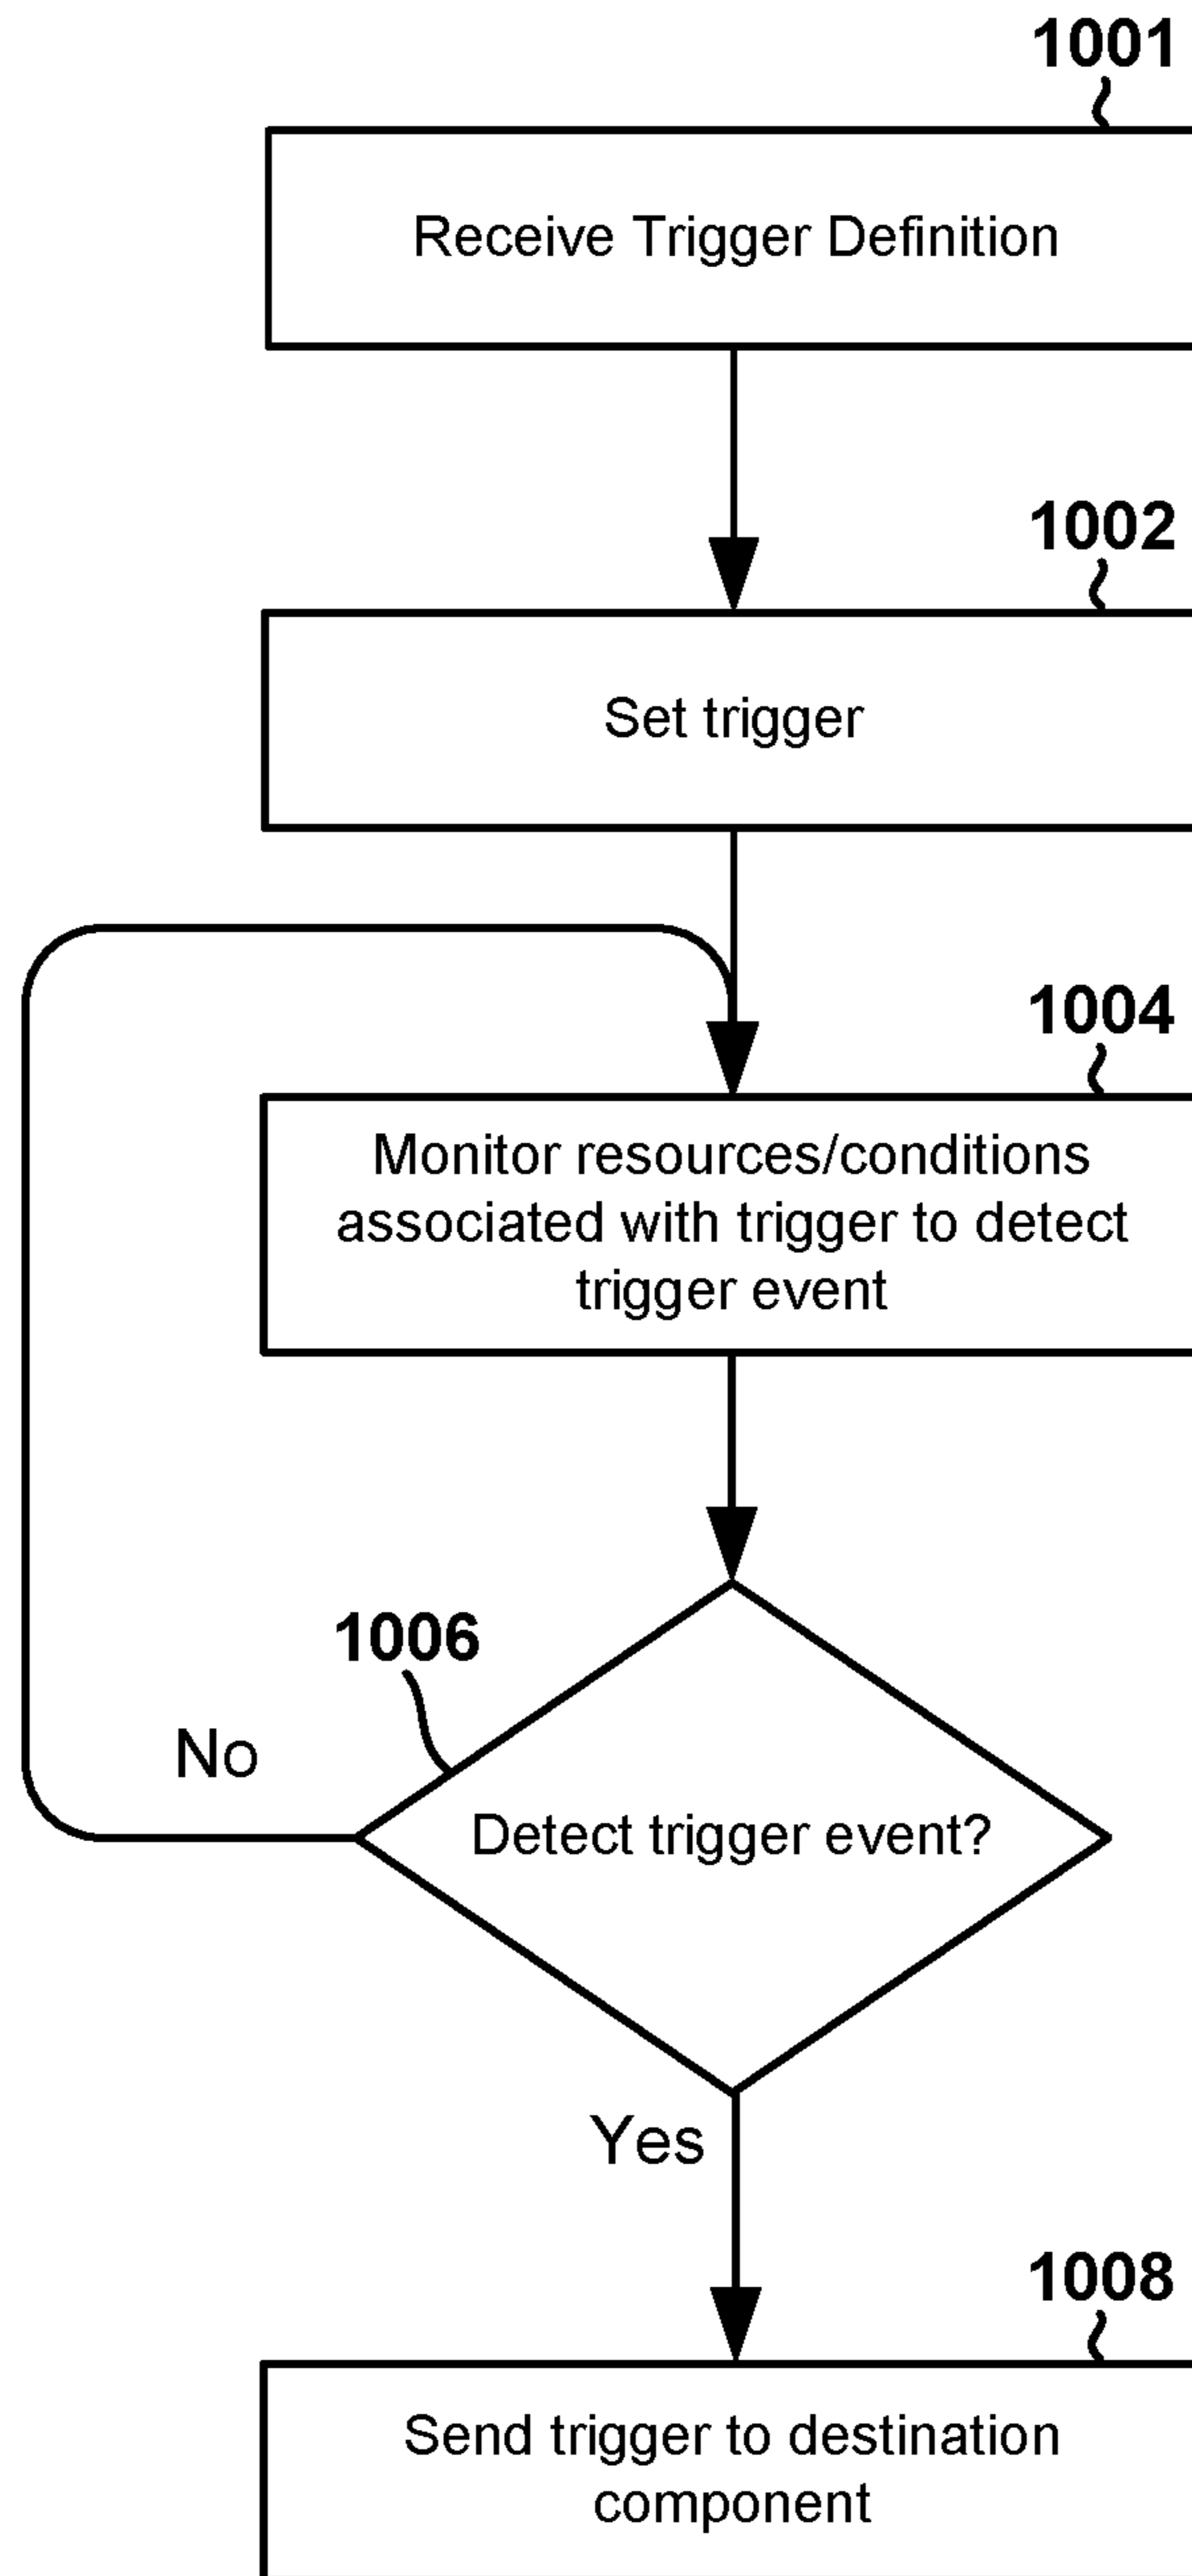 1001
Receive Trigger Definition
1002
Set trigger
1004
Monitor resources/conditions
associated with trigger to detect
trigger event
1006
No
Detect trigger event?
Yes
1008
Send trigger to destination
component